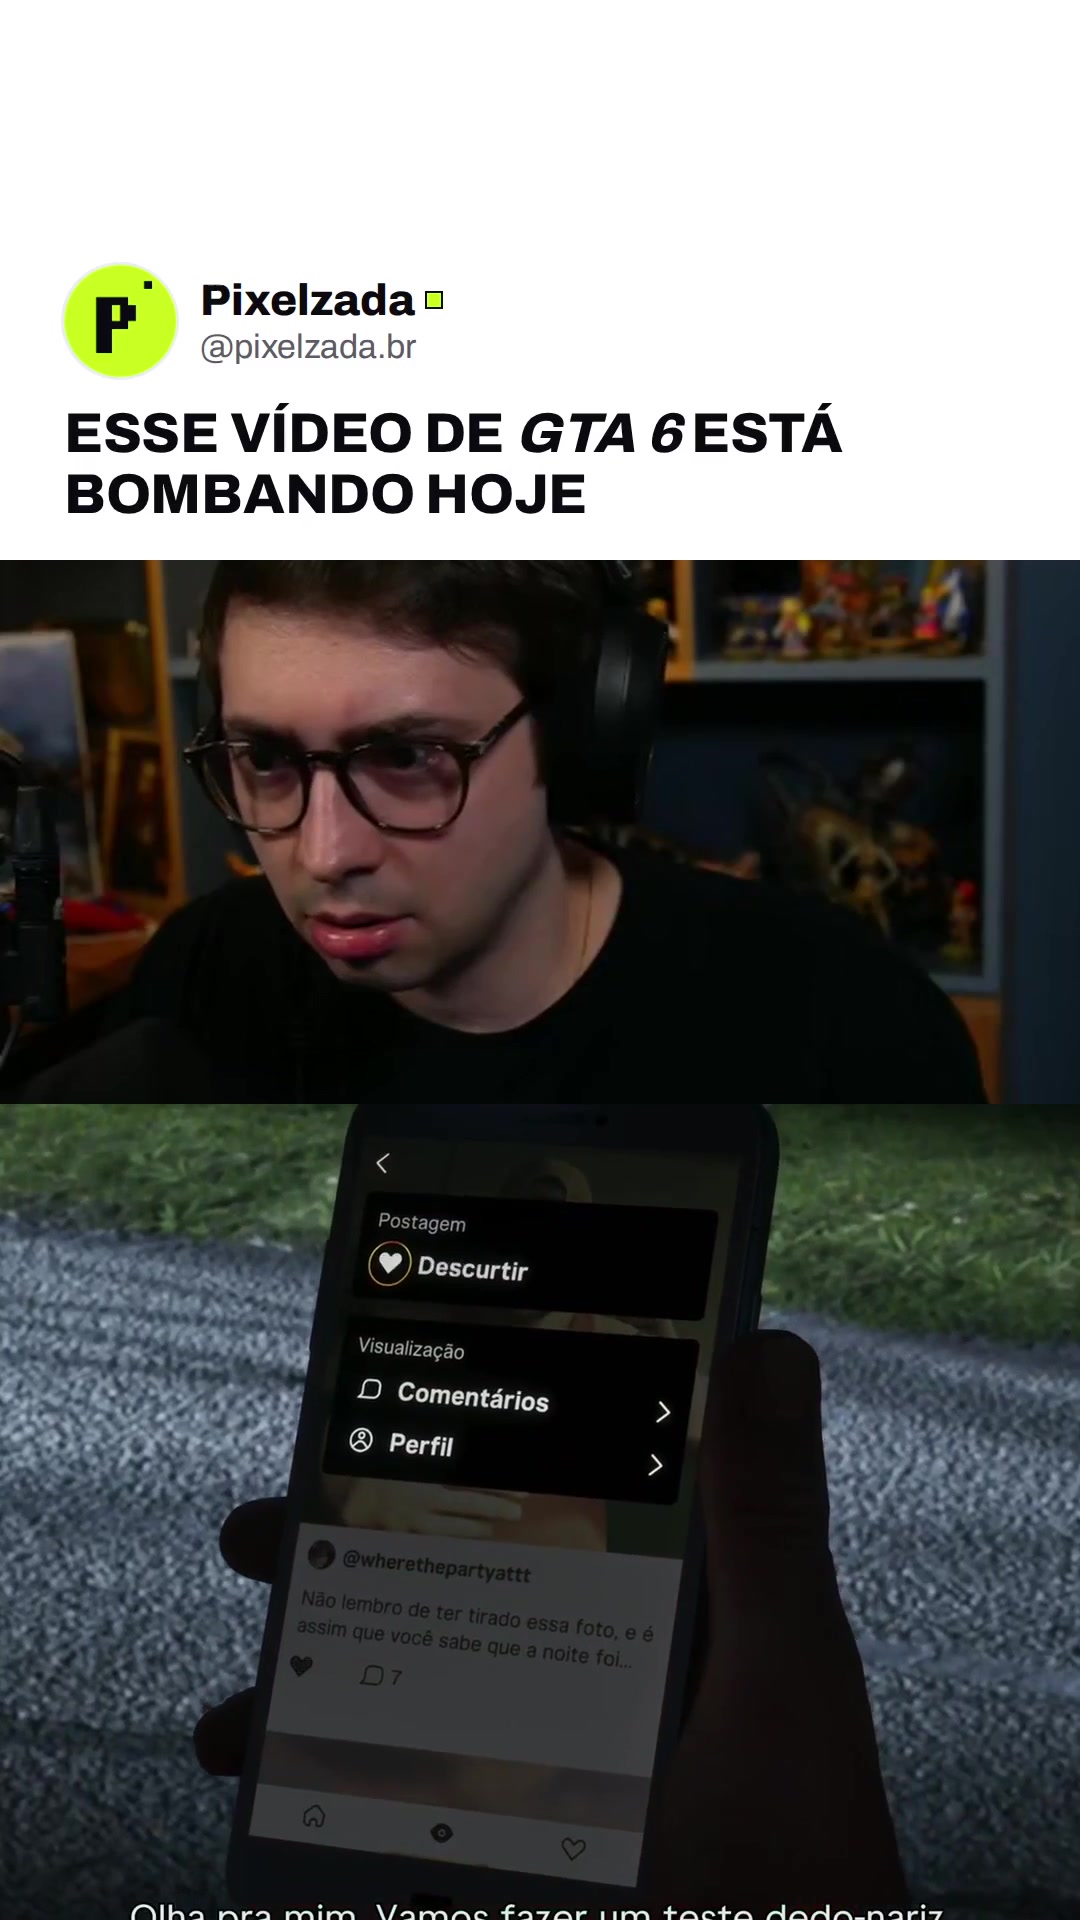 Pixelzada
@pixelzada.br
ESSE VÍDEO DE GTA 6 ESTÁ
BOMBANDO HOJE
Postagem
Descurtir
Visualização
Comentários
Perfil
@wherethepartyattt
Não lembro de ter tirado essa foto, e é
assim que você sabe que a noite foi...
7
Olha pra mim. Vamos fazer um teste dedo-nariz